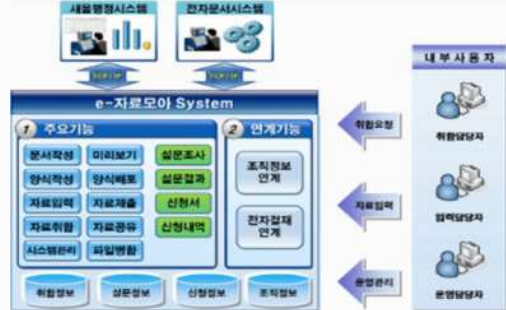 새올행정시스템
전자문서시스템
TCP/IP
TCP/IP
e-자료모아 System
1 주요기능
문서작성 미리보기 설문조사
양식작성 양식배포 설문결과
자료입력 자료제출 신청서
자료취합 자료공유 신청내역
시스템관리 파일병합
2 연계기능
조직정보
연계
전자결재
연계
취합정보
설문정보
신청정보
조직정보
취합요청
자료입력
운영관리
내부사용자
취합담당자
입력담당자
운영담당자